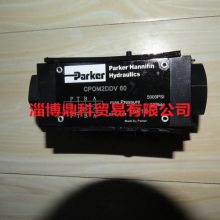 Parker
Parker Hannifin
Hydraulics
CPOM2DDV 60
P T B A
5000PSI
淄博鼎科贸易有限公司